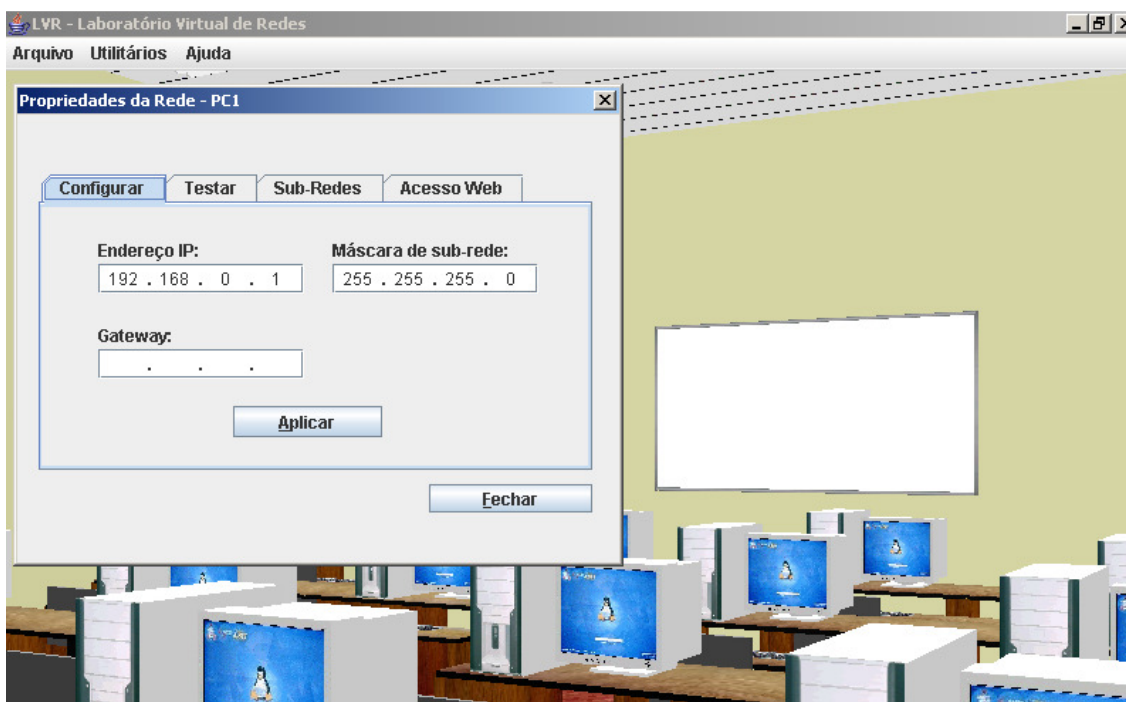 LVR - Laboratório Virtual de Redes
Arquivo Utilitários Ajuda
Propriedades da Rede - PC1
Configurar Testar Sub-Redes Acesso Web
Endereço IP: Máscara de sub-rede:
192 . 168 . 0 . 1 255 . 255 . 255 . 0
Gateway:
. . .
Aplicar
Fechar